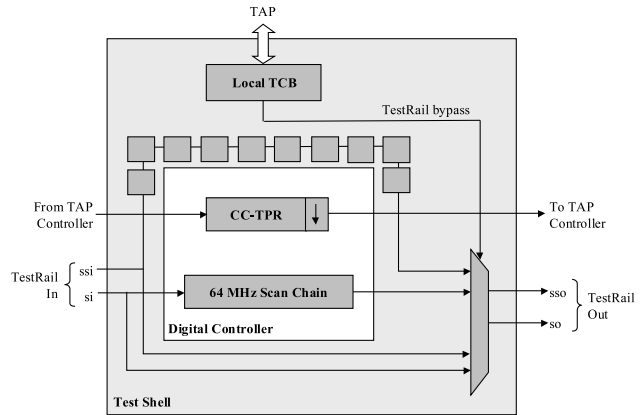 TAP
Local TCB
TestRail bypass
From TAP
Controller
CC-TPR
To TAP
Controller
TestRail
In
ssi
si
64 MHz Scan Chain
sso
so
TestRail
Out
Digital Controller
Test Shell